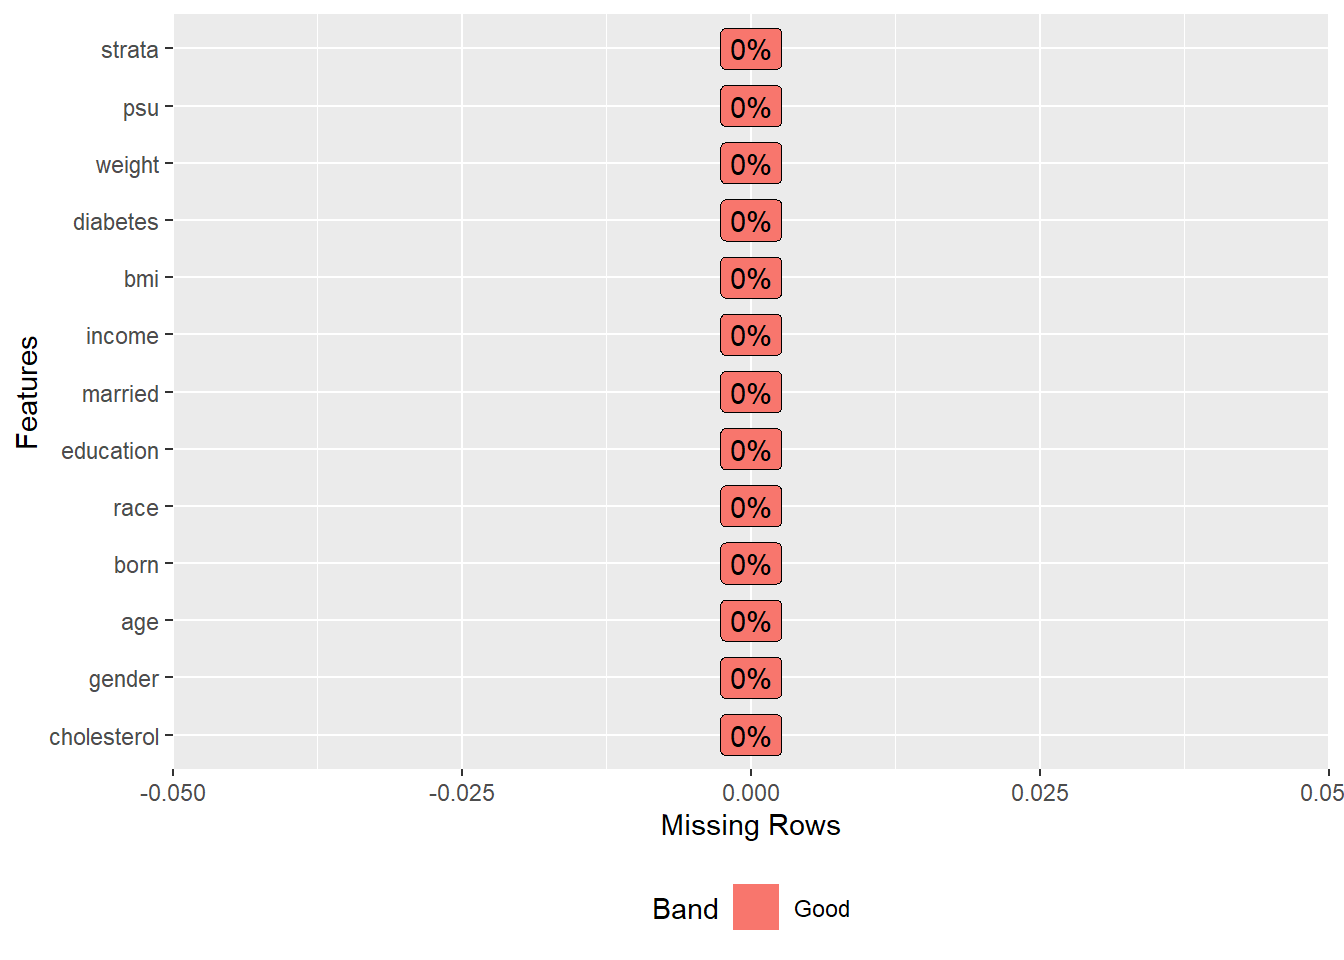 strata 0%
psu 0%
weight 0%
diabetes 0%
bmi 0%
income 0%
married 0%
education 0%
race 0%
born 0%
age 0%
gender 0%
cholesterol 0%
Features
-0.050 -0.025 0.000 0.025 0.05
Missing Rows
Band Good